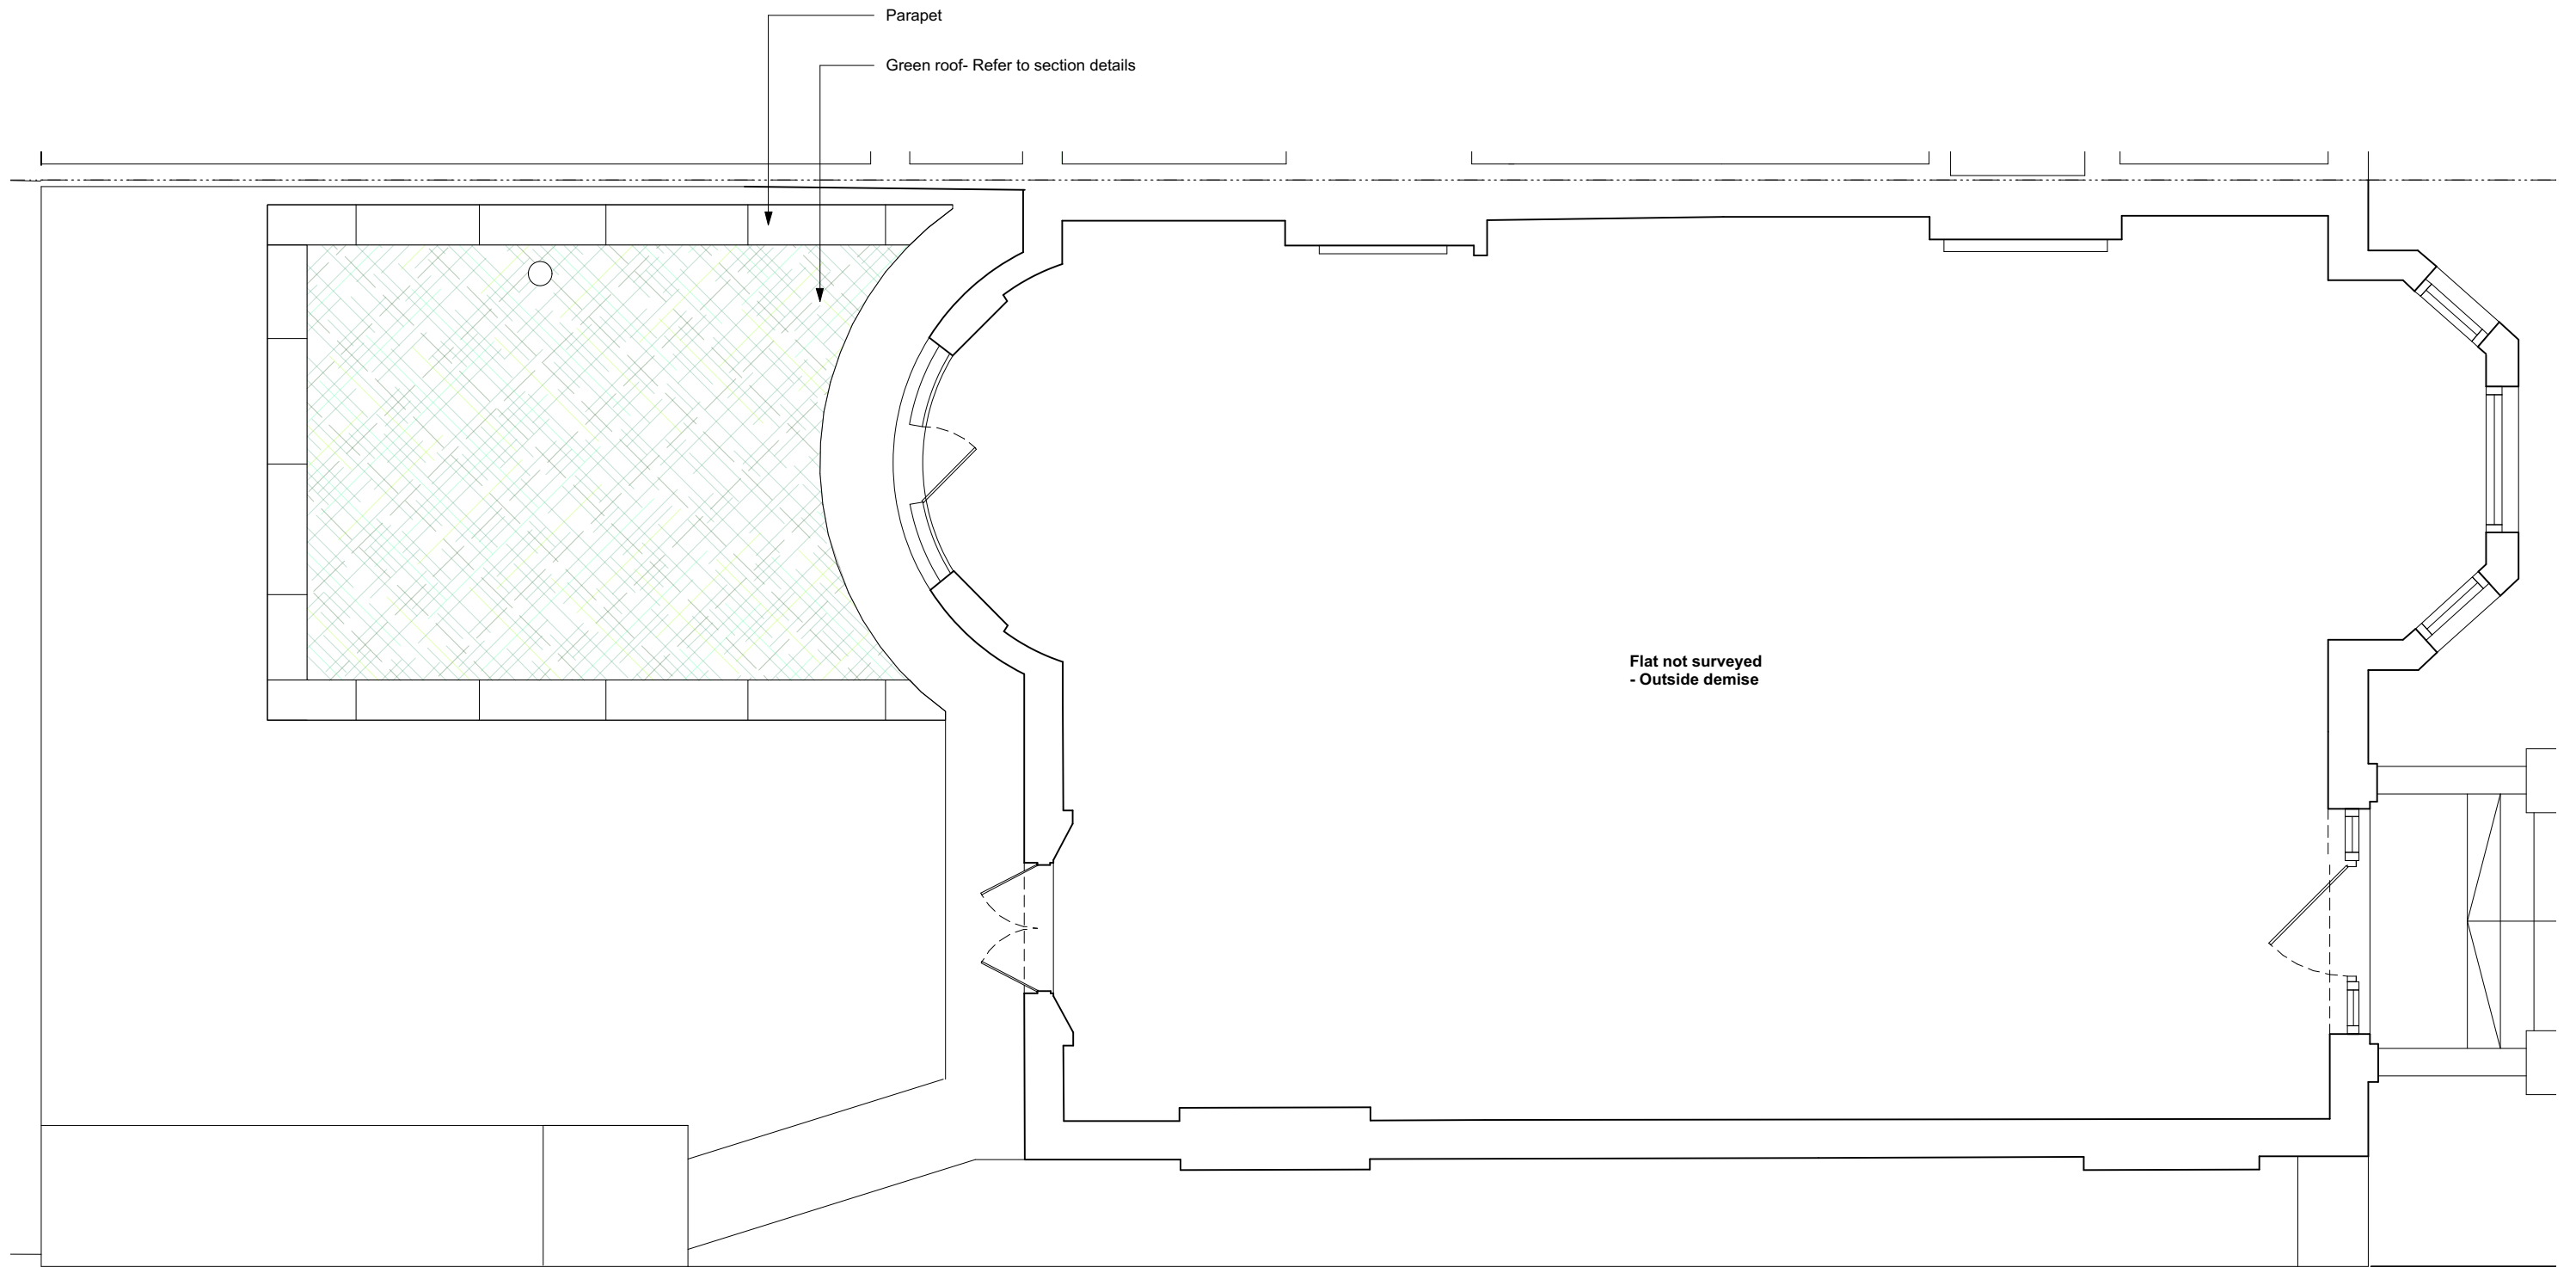 Parapet
Green roof- Refer to section details
Flat not surveyed
- Outside demise